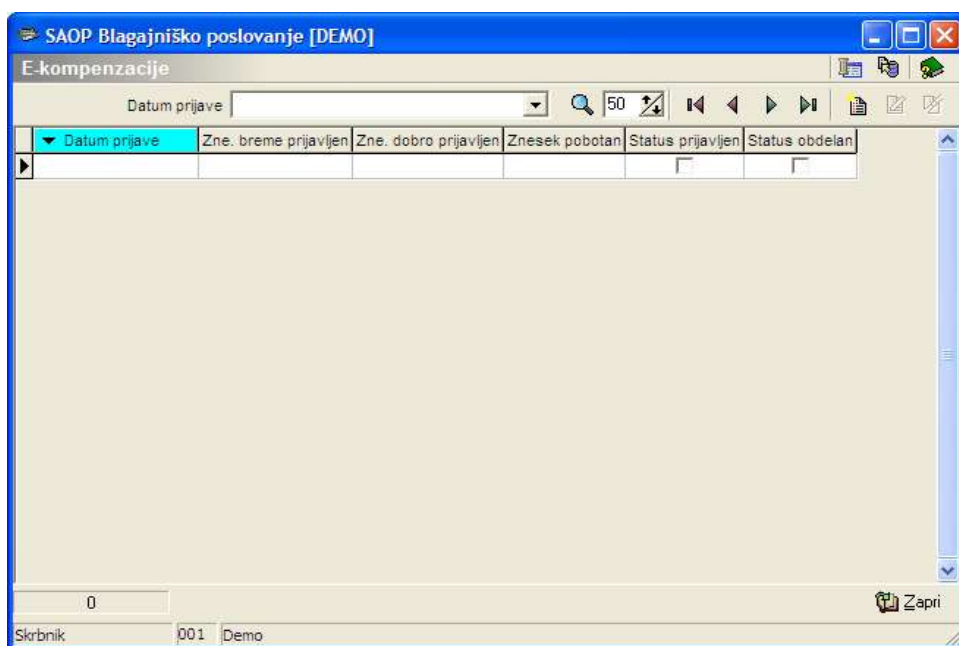 SAOP Blagajniško poslovanje [DEMO]
E-kompenzacije
Datum prijave 50
Datum prijave Zne. breme prijavljen Zne. dobro prijavljen Znesek pobotan Status prijavljen Status obdelan
0 Zapri
Skrbnik 001 Demo